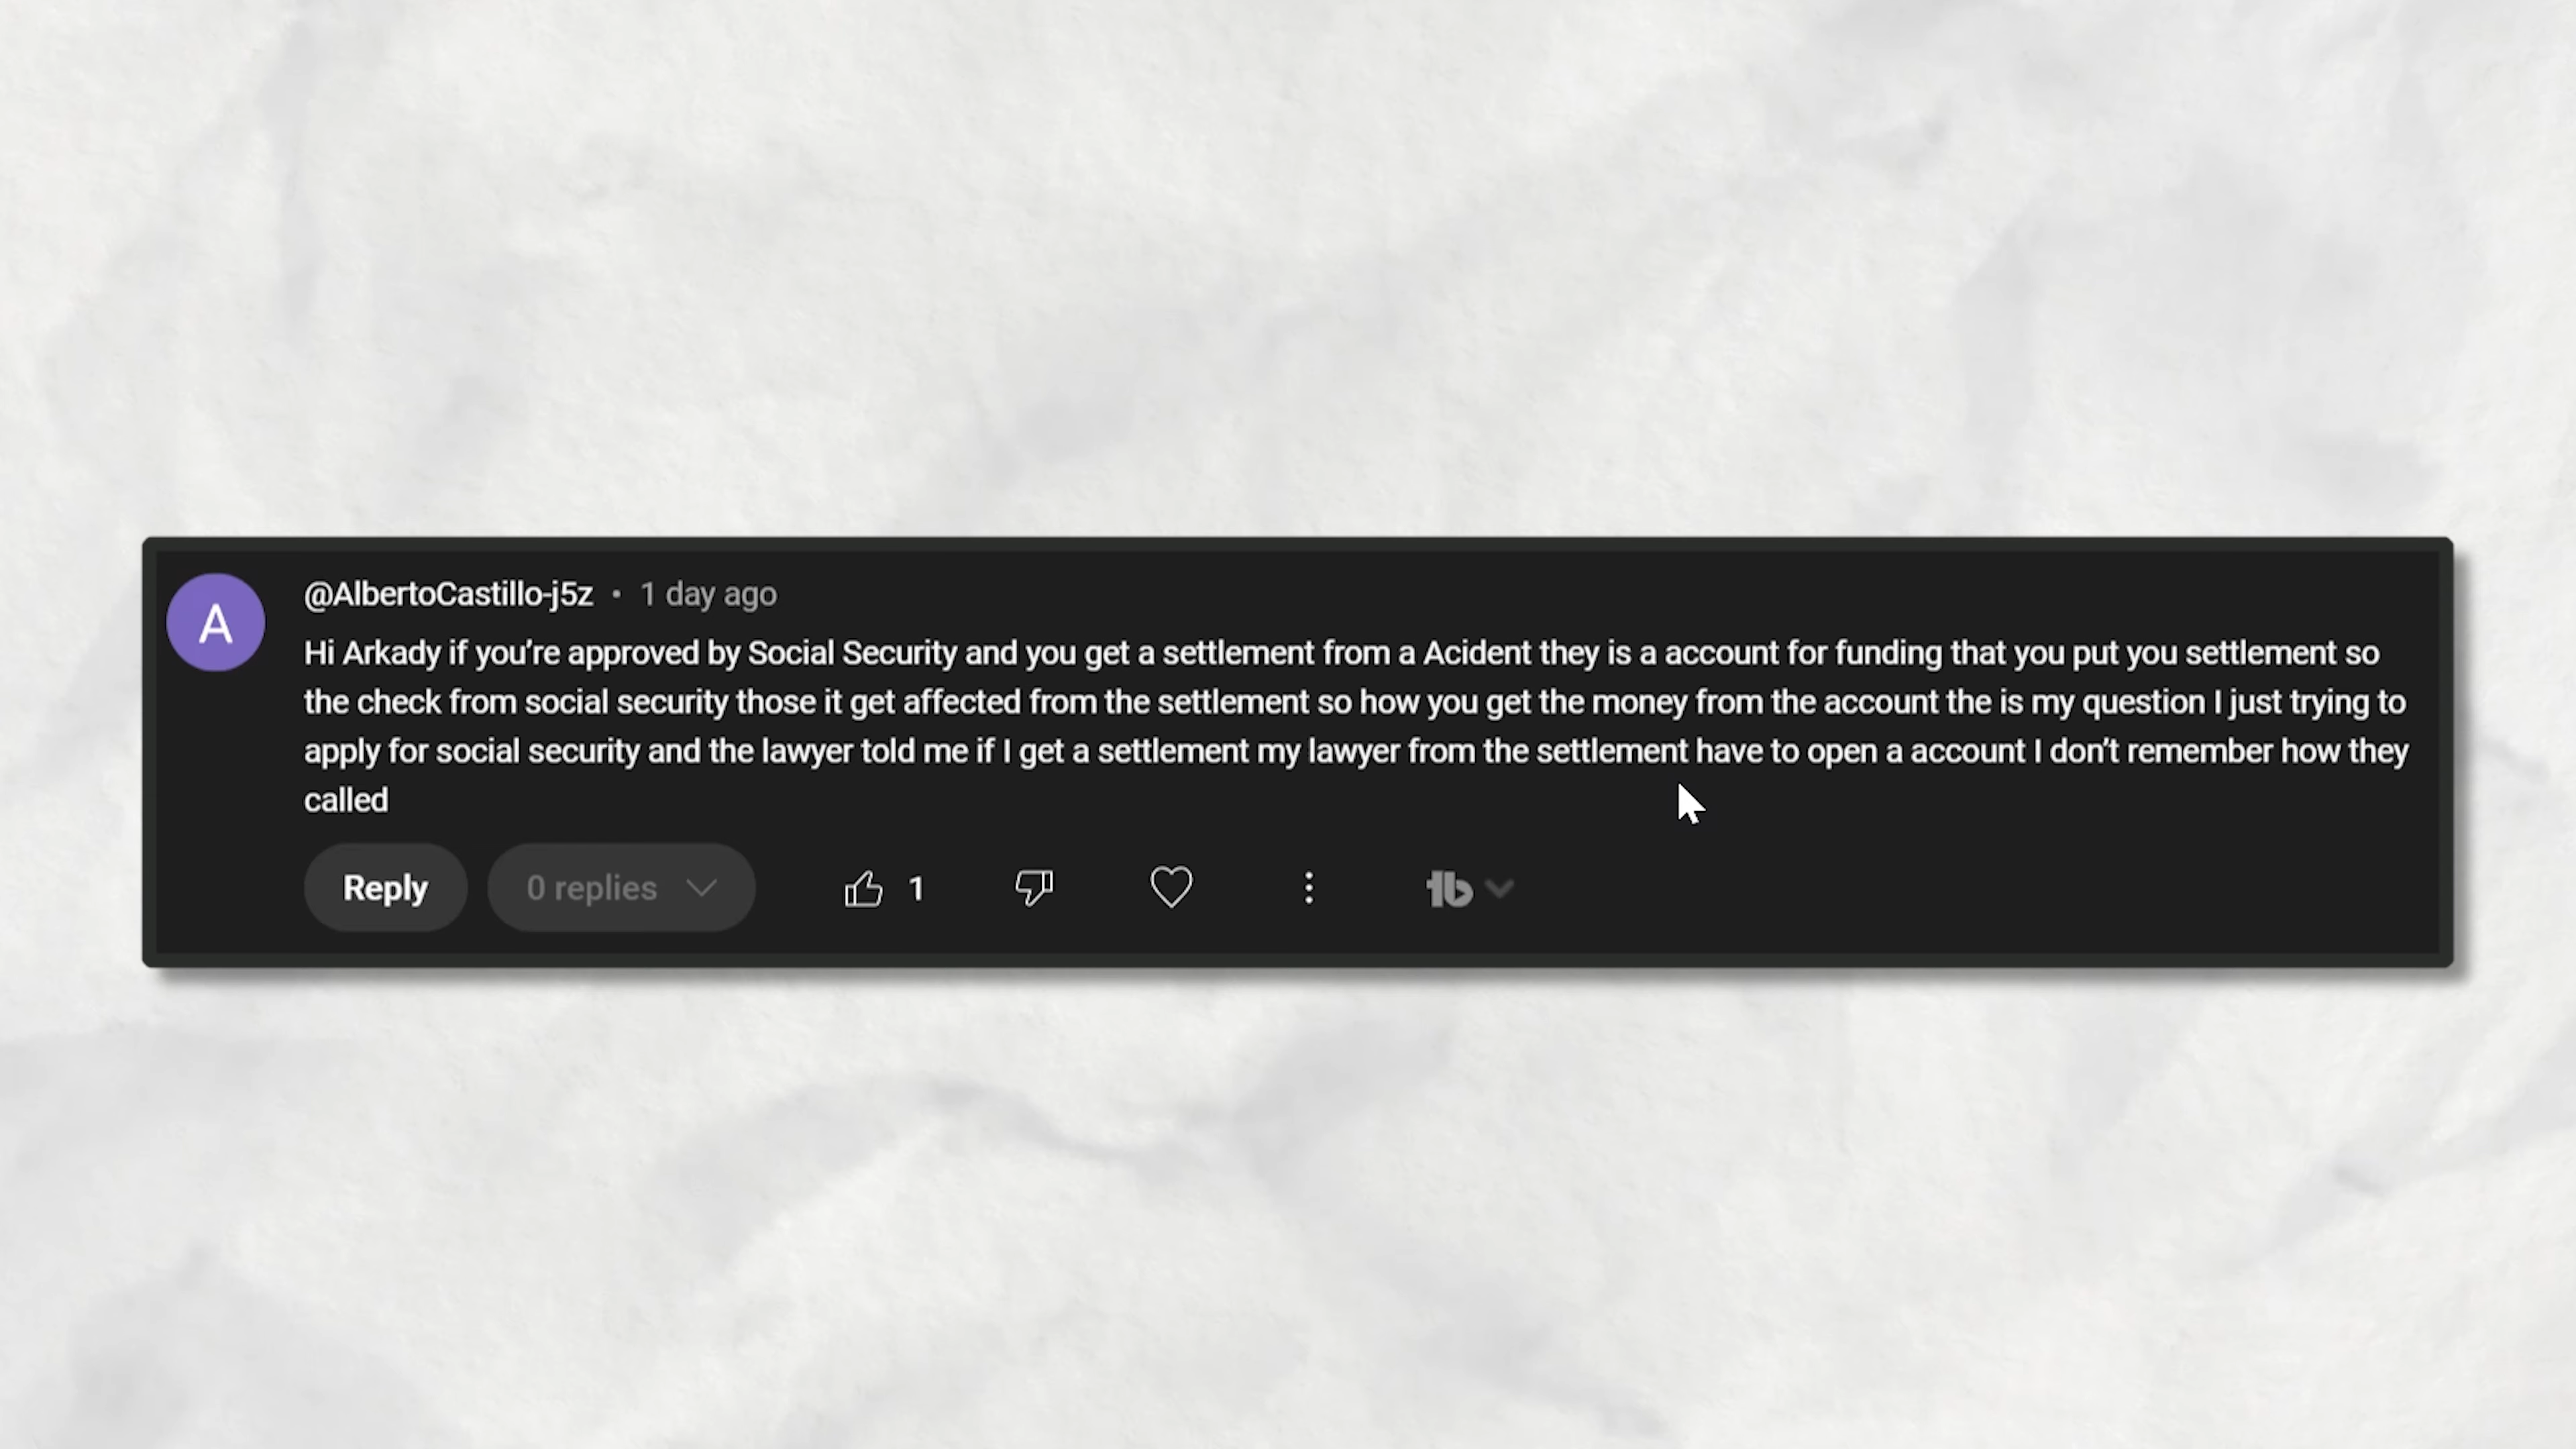 A
@AlbertoCastillo-j5z • 1 day ago
Hi Arkady if you're approved by Social Security and you get a settlement from a Acident they is a account for funding that you put you settlement so
the check from social security those it get affected from the settlement so how you get the money from the account the is my question I just trying to
apply for social security and the lawyer told me if I get a settlement my lawyer from the settlement have to open a account I don't remember how they
called
Reply 0 replies 1 tb